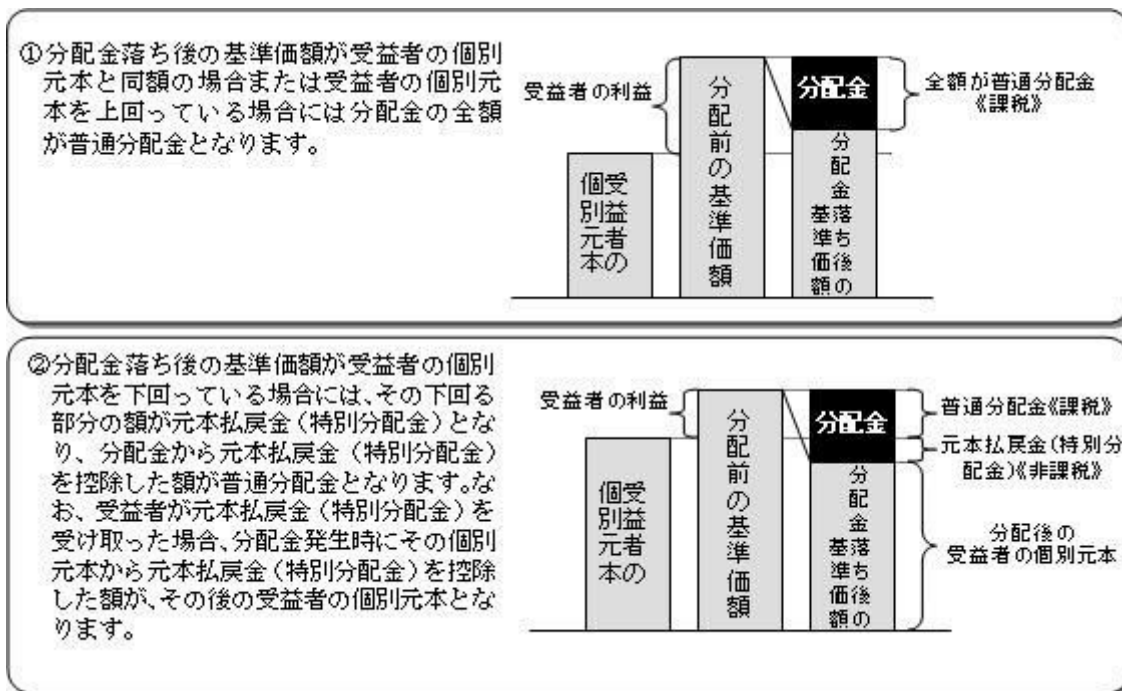 ①分配金落ち後の基準価額が受益者の個別
元本と同額の場合または受益者の個別元
本を上回っている場合には分配金の全額
が普通分配金となります。
受益者の利益
受益者の
個別元本
分配前の基準価額
分配金
分配金落ち後の
基準価額
全額が普通分配金
《課税》
②分配金落ち後の基準価額が受益者の個別
元本を下回っている場合には、その下回る
部分の額が元本払戻金（特別分配金）とな
り、分配金から元本払戻金（特別分配金）
を控除した額が普通分配金となります。な
お、受益者が元本払戻金（特別分配金）を
受け取った場合、分配金発生時にその個別
元本から元本払戻金（特別分配金）を控除
した額が、その後の受益者の個別元本とな
ります。
受益者の利益
受益者の
個別元本
分配前の基準価額
分配金
分配金落ち後の
基準価額
普通分配金《課税》
元本払戻金（特別分
配金）《非課税》
分配後の
受益者の個別元本